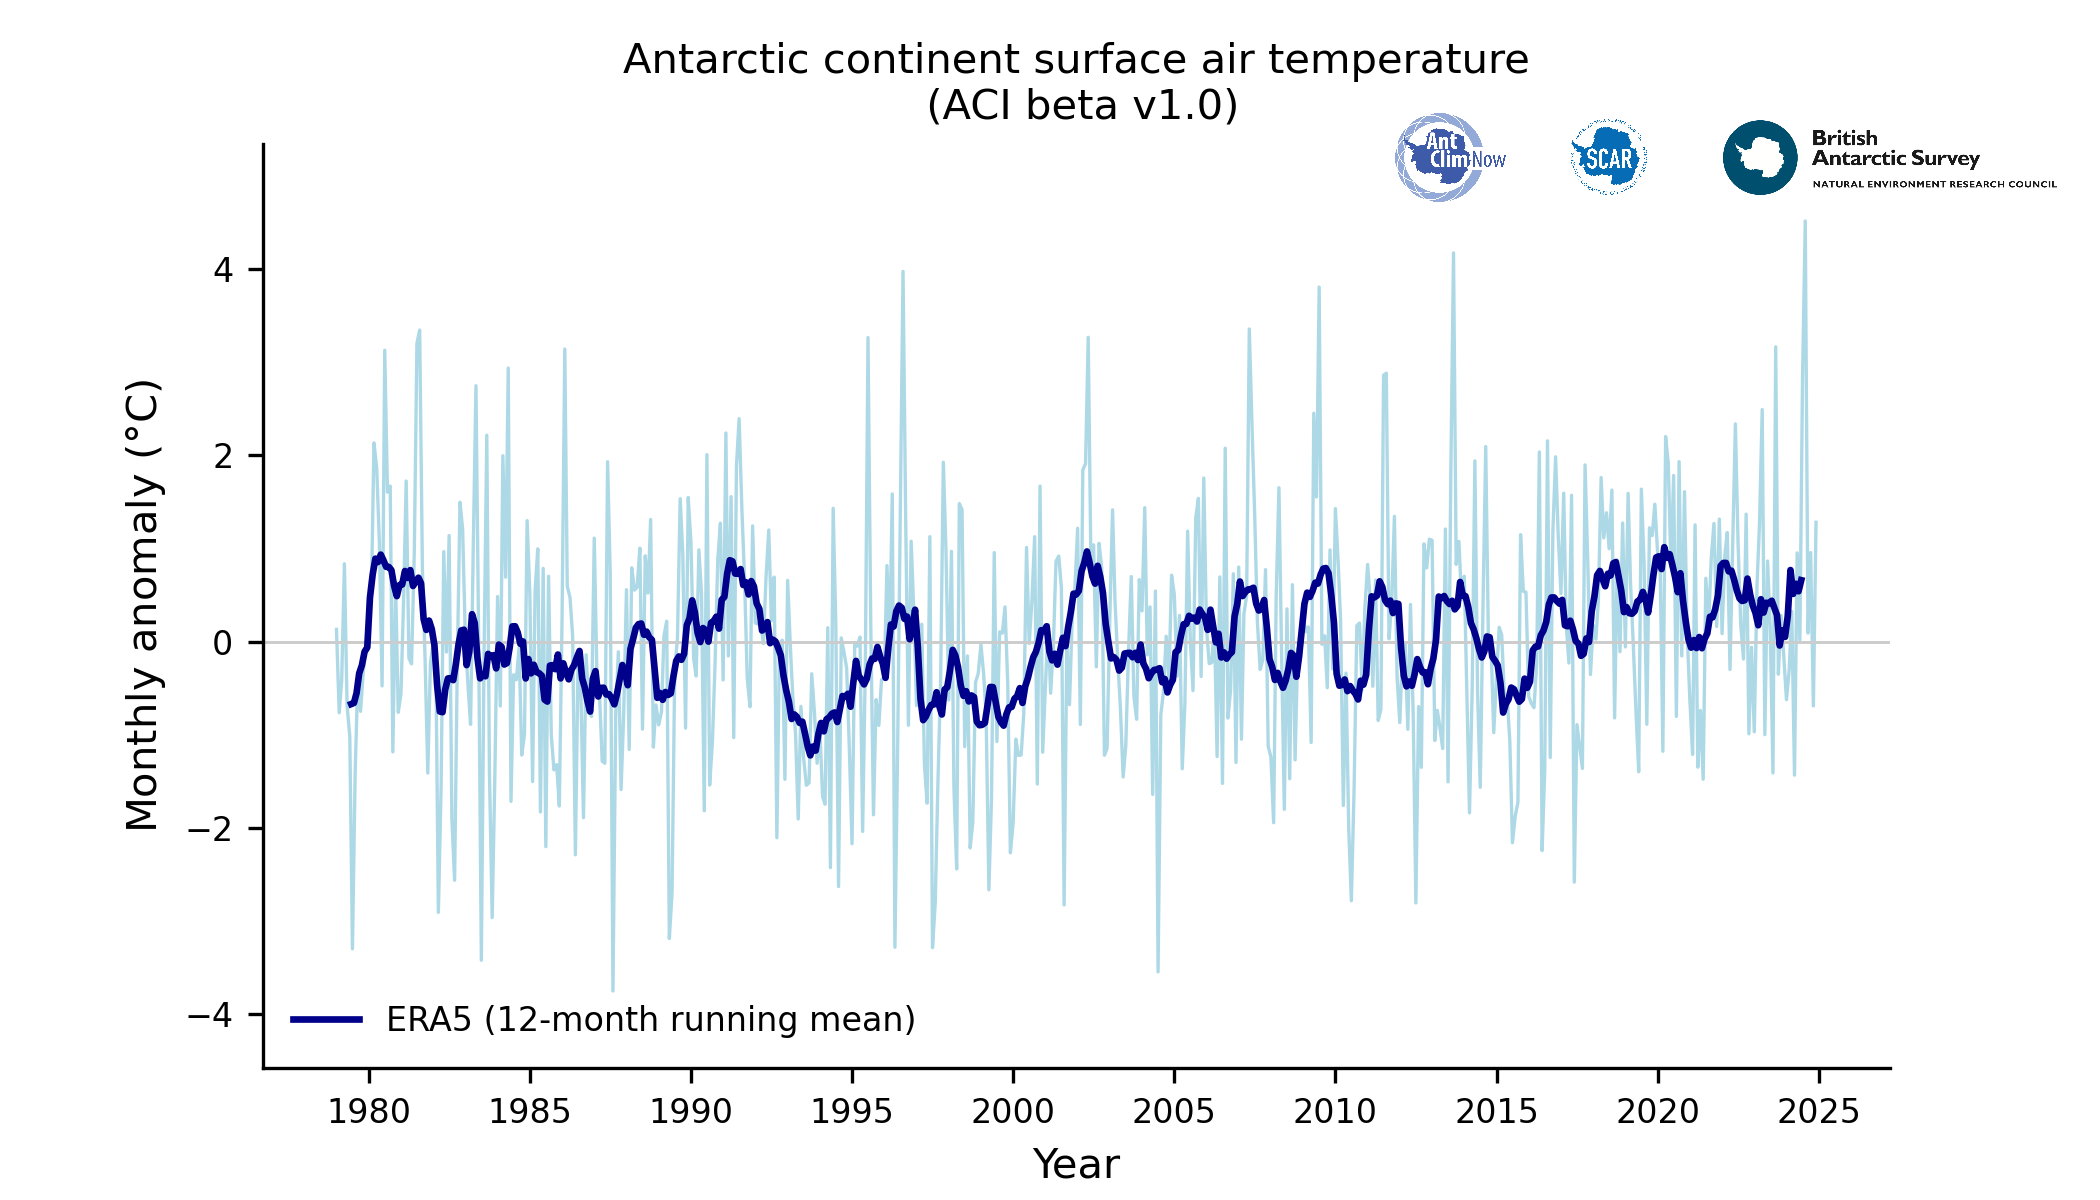 Antarctic continent surface air temperature
(ACI beta v1.0)
Ant
ClimNow
SCAR
British
Antarctic Survey
NATURAL ENVIRONMENT RESEARCH COUNCIL
Monthly anomaly (°C)
4
2
0
−2
−4
ERA5 (12-month running mean)
1980 1985 1990 1995 2000 2005 2010 2015 2020 2025
Year